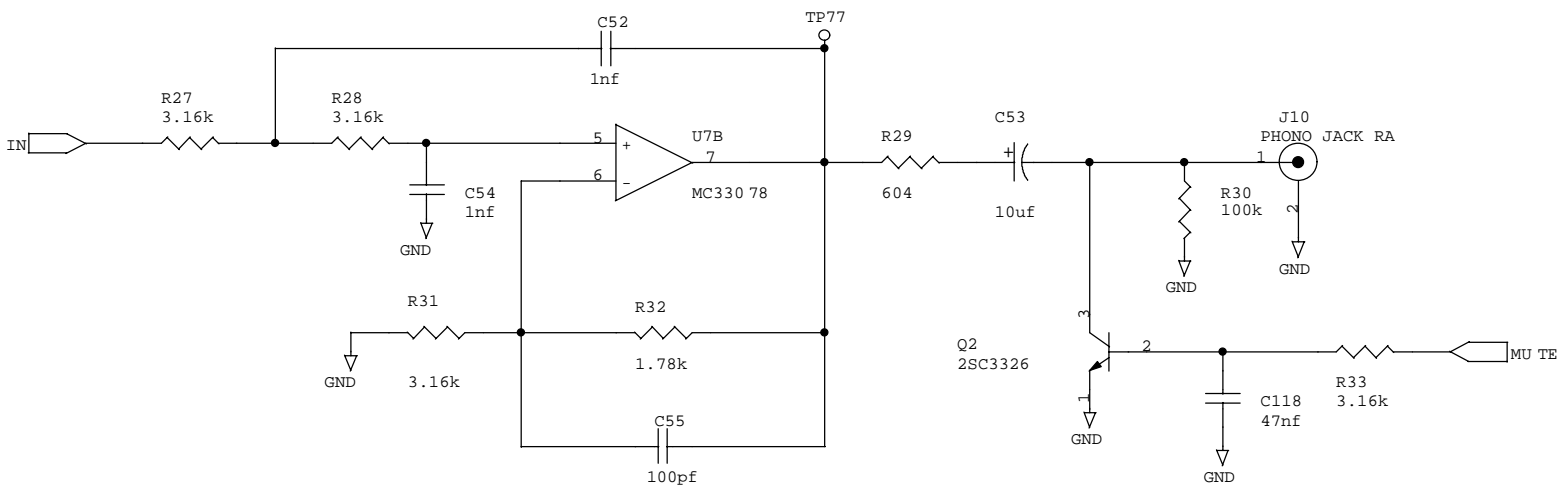 C52
1nf
TP77
R27
3.16k
R28
3.16k
IN
C54
1nf
GND
5
+
6
-
U7B
7
MC330 78
R29
604
C53
+
10uf
J10
PHONO JACK RA
1
2
R30
100k
GND
GND
R31
3.16k
GND
R32
1.78k
C55
100pf
Q2
2SC3326
3
2
1
GND
C118
47nf
GND
R33
3.16k
MU TE